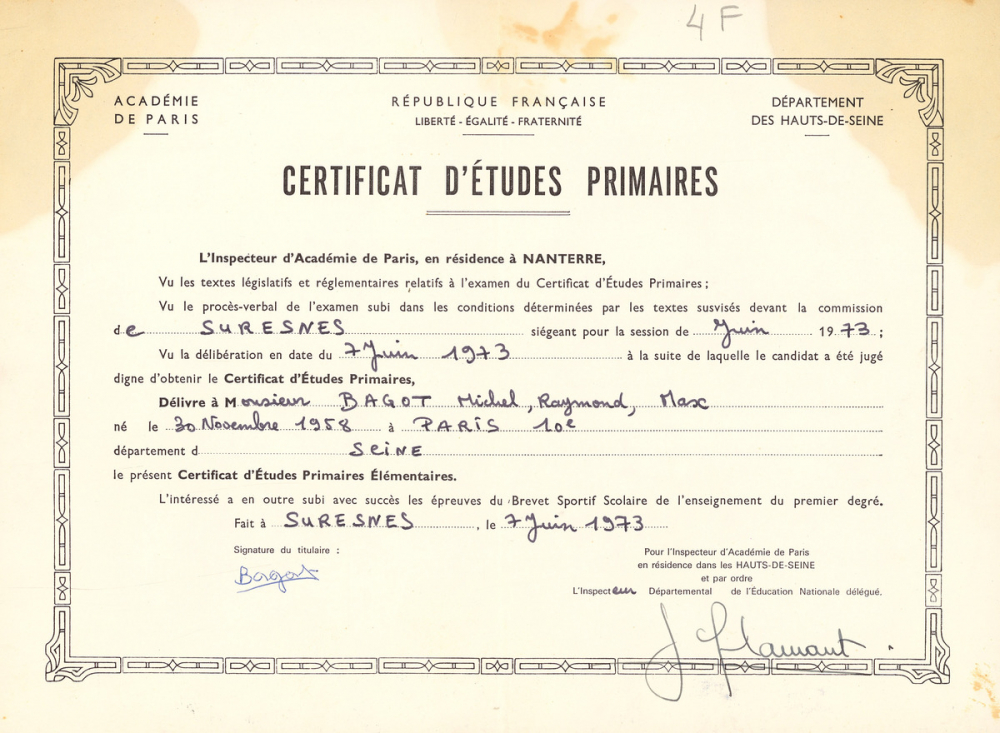 4 F
ACADÉMIE
DE PARIS
RÉPUBLIQUE FRANÇAISE
LIBERTÉ - ÉGALITÉ - FRATERNITÉ
DÉPARTEMENT
DES HAUTS-DE-SEINE
CERTIFICAT D'ÉTUDES PRIMAIRES
L'Inspecteur d'Académie de Paris, en résidence à NANTERRE,
Vu les textes législatifs et réglementaires relatifs à l'examen du Certificat d'Études Primaires ;
Vu le procès-verbal de l'examen subi dans les conditions déterminées par les textes susvisés devant la commission
de SURESNES siégeant pour la session de Juin 1973 ;
Vu la délibération en date du 7 Juin 1973 à la suite de laquelle le candidat a été jugé
digne d'obtenir le Certificat d'Études Primaires,
Délivre à Monsieur BAGOT Michel, Raymond, Max
né le 30 Novembre 1958 à PARIS 10e
département d SEINE
le présent Certificat d'Études Primaires Élémentaires.
L'intéressé a en outre subi avec succès les épreuves du Brevet Sportif Scolaire de l'enseignement du premier degré.
Fait à SURESNES, le 7 Juin 1973
Signature du titulaire :
Bagot
Pour l'Inspecteur d'Académie de Paris
en résidence dans les HAUTS-DE-SEINE
et par ordre
L'Inspecteur Départemental de l'Éducation Nationale délégué.
J Flamant